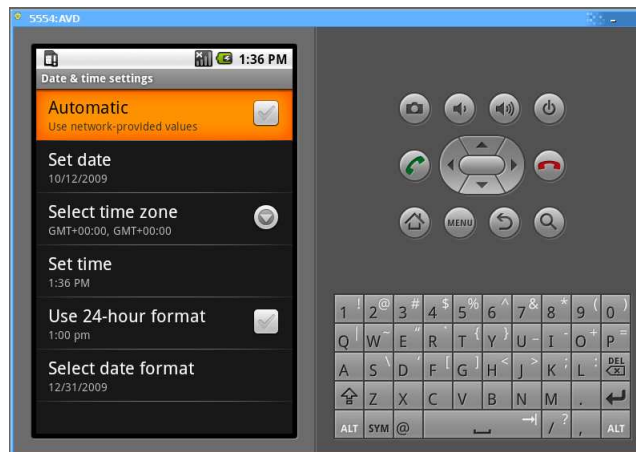 5554:AVD
1:36 PM
Date & time settings
Automatic
Use network-provided values
Set date
10/12/2009
Select time zone
GMT+00:00, GMT+00:00
Set time
1:36 PM
Use 24-hour format
1:00 pm
Select date format
12/31/2009
MENU
1 ! 2 @ 3 # 4 $ 5 % 6 ^ 7 & 8 * 9 ( 0 )
Q | W ~ E " R ` T { Y } U _ I - O + P =
A S \ D ' F [ G ] H < J > K ; L : DEL
Z X C V B N M .
ALT SYM @ / ? , ALT